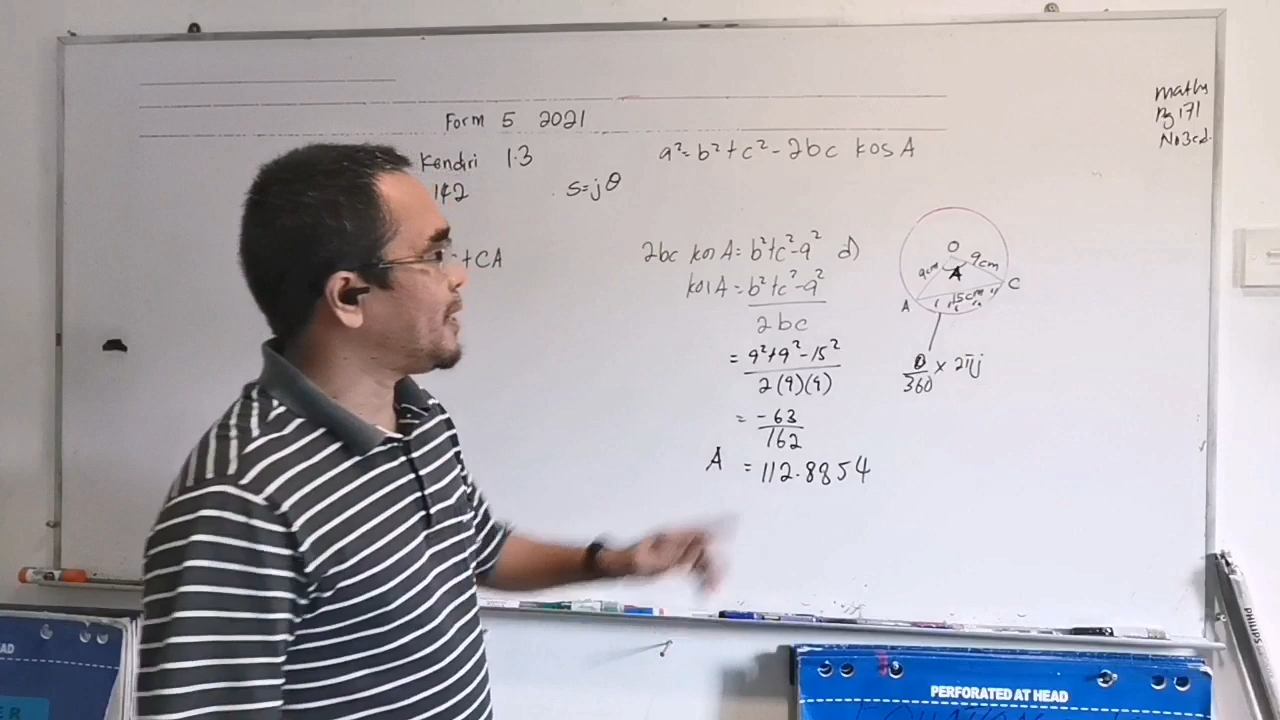 maths
Pg 171
No 3cd.
Form 5 2021
Kendiri 1.3
142
s=jθ
+CA
a²=b²+c²-2bc kos A
2bc kos A = b²+c²-a²
kos A = b²+c²-a²
2bc
= 9²+9²-15²
2(9)(9)
= -63
162
A = 112.8854
d)
O
9cm
9cm
A
A
15cm
C
θ/360 × 2πj
PHILIPS
AD
PERFORATED AT HEAD